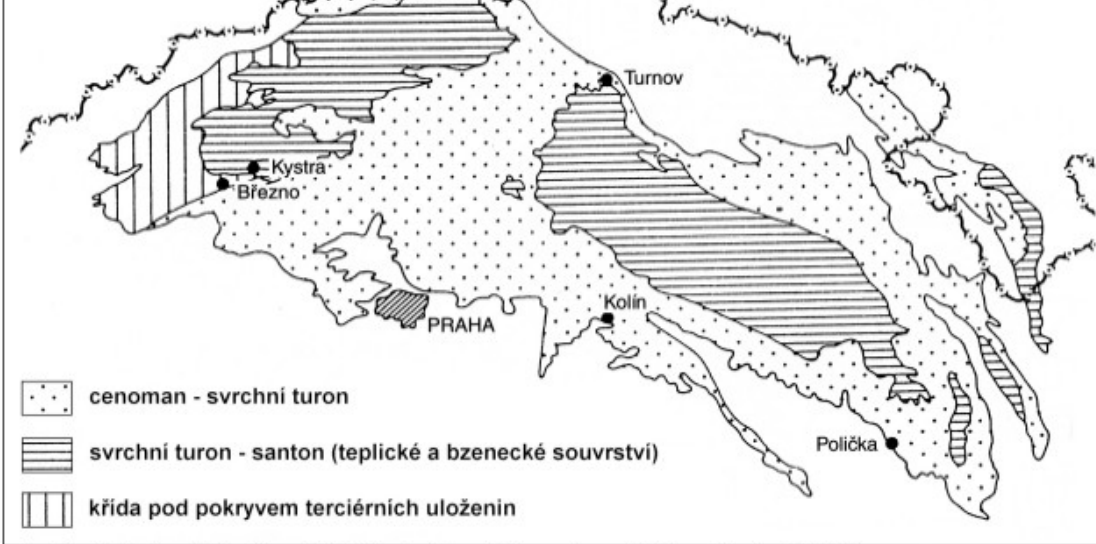 Turnov
Kystra
Březno
Kolín
PRAHA
Polička
cenoman - svrchní turon
svrchní turon - santon (teplické a bzenecké souvrství)
křída pod pokryvem terciérních uloženin